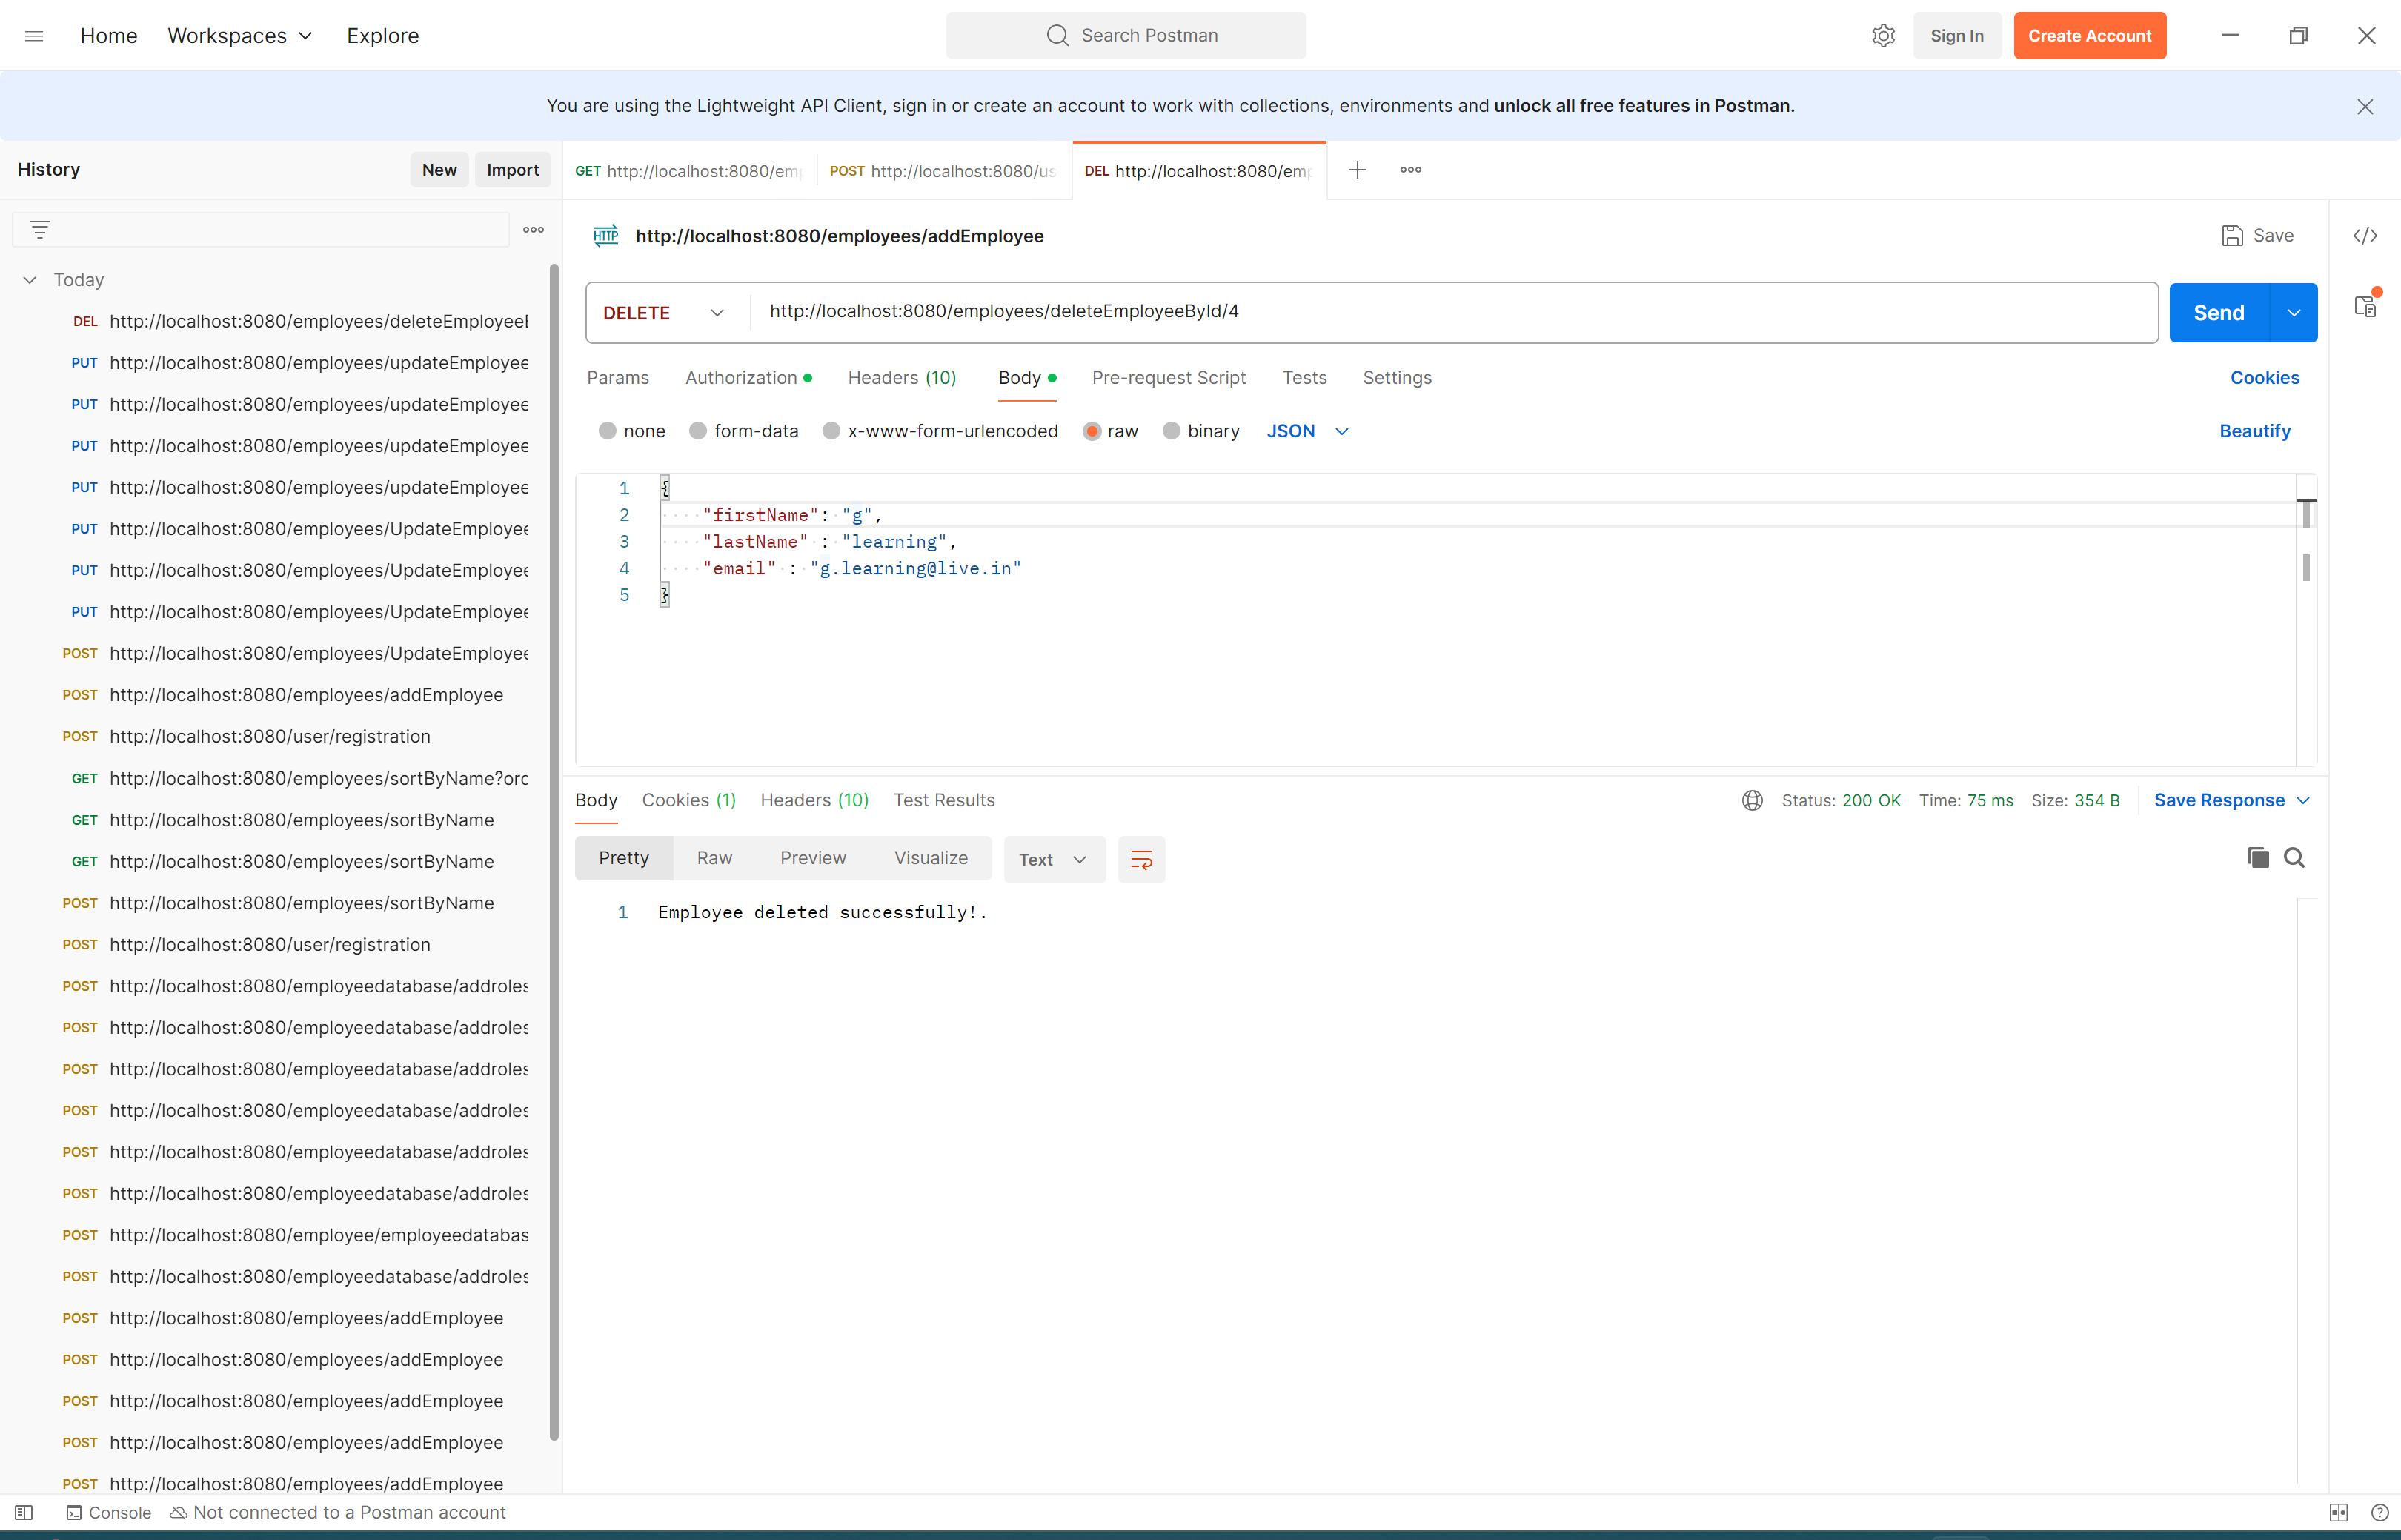 Home Workspaces Explore Search Postman Sign In Create Account
You are using the Lightweight API Client, sign in or create an account to work with collections, environments and unlock all free features in Postman.
History New Import
Today
DEL http://localhost:8080/employees/deleteEmployeeB
PUT http://localhost:8080/employees/updateEmployee
PUT http://localhost:8080/employees/updateEmployee
PUT http://localhost:8080/employees/updateEmployee
PUT http://localhost:8080/employees/updateEmployee
PUT http://localhost:8080/employees/UpdateEmployee
PUT http://localhost:8080/employees/UpdateEmployee
PUT http://localhost:8080/employees/UpdateEmployee
POST http://localhost:8080/employees/UpdateEmployee
POST http://localhost:8080/employees/addEmployee
POST http://localhost:8080/user/registration
GET http://localhost:8080/employees/sortByName?orc
GET http://localhost:8080/employees/sortByName
GET http://localhost:8080/employees/sortByName
POST http://localhost:8080/employees/sortByName
POST http://localhost:8080/user/registration
POST http://localhost:8080/employeedatabase/addroles
POST http://localhost:8080/employeedatabase/addroles
POST http://localhost:8080/employeedatabase/addroles
POST http://localhost:8080/employeedatabase/addroles
POST http://localhost:8080/employeedatabase/addroles
POST http://localhost:8080/employeedatabase/addroles
POST http://localhost:8080/employee/employeedatabas
POST http://localhost:8080/employeedatabase/addroles
POST http://localhost:8080/employees/addEmployee
POST http://localhost:8080/employees/addEmployee
POST http://localhost:8080/employees/addEmployee
POST http://localhost:8080/employees/addEmployee
POST http://localhost:8080/employees/addEmployee
GET http://localhost:8080/em POST http://localhost:8080/us DEL http://localhost:8080/emp
HTTP http://localhost:8080/employees/addEmployee Save
DELETE http://localhost:8080/employees/deleteEmployeeById/4 Send
Params Authorization Headers (10) Body Pre-request Script Tests Settings Cookies
none form-data x-www-form-urlencoded raw binary JSON Beautify
1 {
2 "firstName": "g",
3 "lastName" : "learning",
4 "email" : "g.learning@live.in"
5 }
Body Cookies (1) Headers (10) Test Results Status: 200 OK Time: 75 ms Size: 354 B Save Response
Pretty Raw Preview Visualize Text
1 Employee deleted successfully!.
Console Not connected to a Postman account